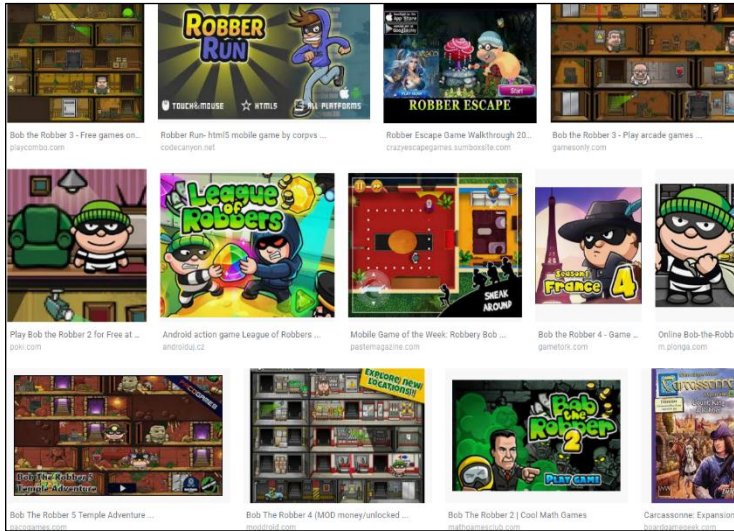 ROBBER
RUN
TOUCH&MOUSE
HTML5
ALL PLATFORMS
App Store
Start
ROBBER ESCAPE
Bob the Robber 3 - Free games on...
playcombo.com
Robber Run- html5 mobile game by corpvs ...
codecanyon.net
Robber Escape Game Walkthrough 20...
crazyescapegames.sumboxsite.com
Bob the Robber 3 - Play arcade games ...
gamesonly.com
League
of
Robbers
SNEAK
AROUND
SEASON 1
France
4
Play Bob the Robber 2 for Free at ...
poki.com
Android action game League of Robbers ...
androiduj.cz
Mobile Game of the Week: Robbery Bob ...
pastemagazine.com
Bob the Robber 4 - Game ...
gametolk.com
Online Bob-the-Robb
m.plonga.com
PACOGAMES
Bob The Robber 5
Temple Adventure
EXPLORE NEW
LOCATIONS!!!
Bob
the
Robber
2
PLAY GAME
Carcassonne
Bob The Robber 5 Temple Adventure ...
pacogames.com
Bob The Robber 4 (MOD money/unlocked ...
moddroid.com
Bob The Robber 2 | Cool Math Games
mathgamesclub.com
Carcassonne: Expansion
boardgamegeek.com